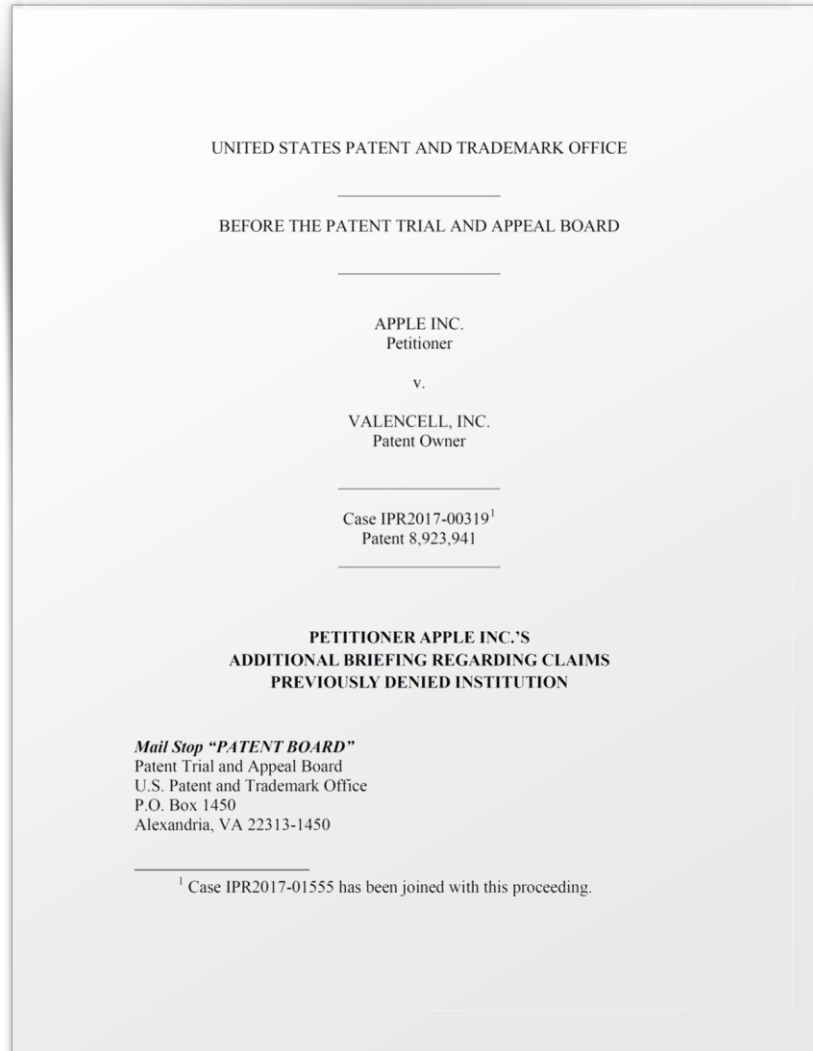 UNITED STATES PATENT AND TRADEMARK OFFICE
BEFORE THE PATENT TRIAL AND APPEAL BOARD
APPLE INC.
Petitioner
v.
VALENCELL, INC.
Patent Owner
Case IPR2017-00319¹
Patent 8,923,941
PETITIONER APPLE INC.’S
ADDITIONAL BRIEFING REGARDING CLAIMS
PREVIOUSLY DENIED INSTITUTION
Mail Stop “PATENT BOARD”
Patent Trial and Appeal Board
U.S. Patent and Trademark Office
P.O. Box 1450
Alexandria, VA 22313-1450
¹ Case IPR2017-01555 has been joined with this proceeding.